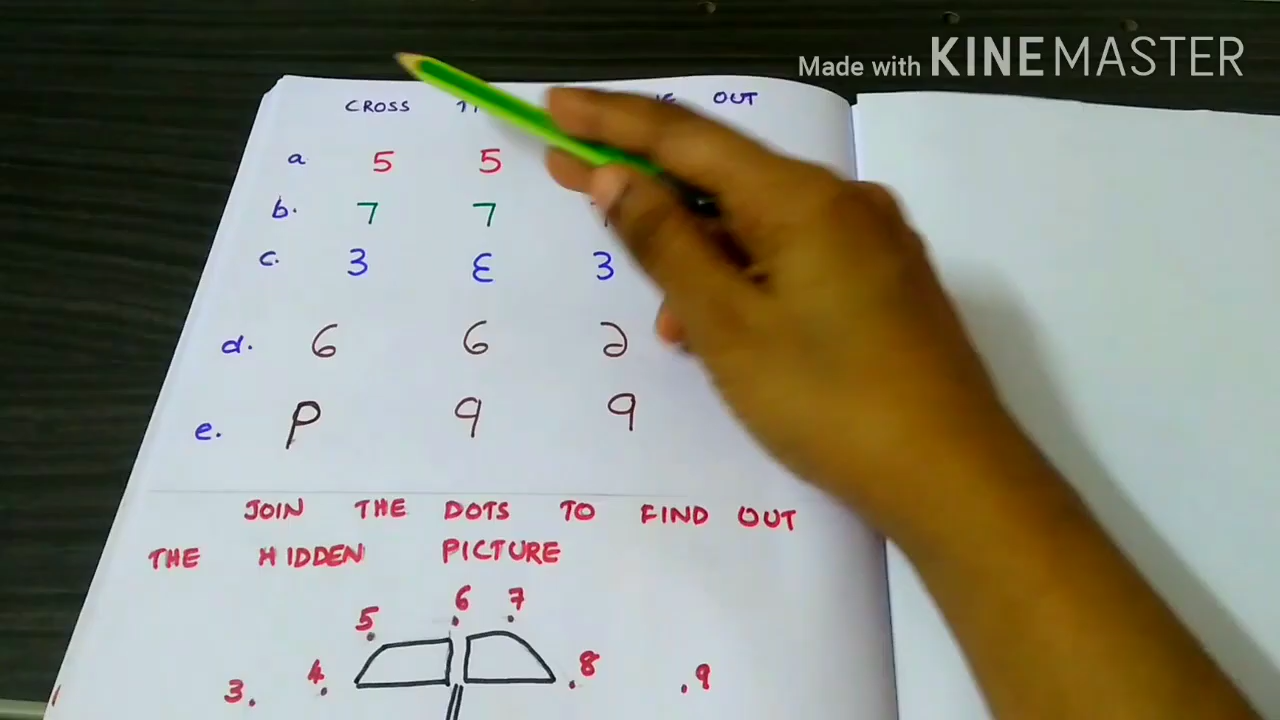 Made with KINEMASTER
CROSS OUT
a 5 5
b. 7 7
c. 3 Ɛ 3
d. 6 6 ∂
e. P 9 9
JOIN THE DOTS TO FIND OUT
THE HIDDEN PICTURE
6 7
5
4 8 9
3.